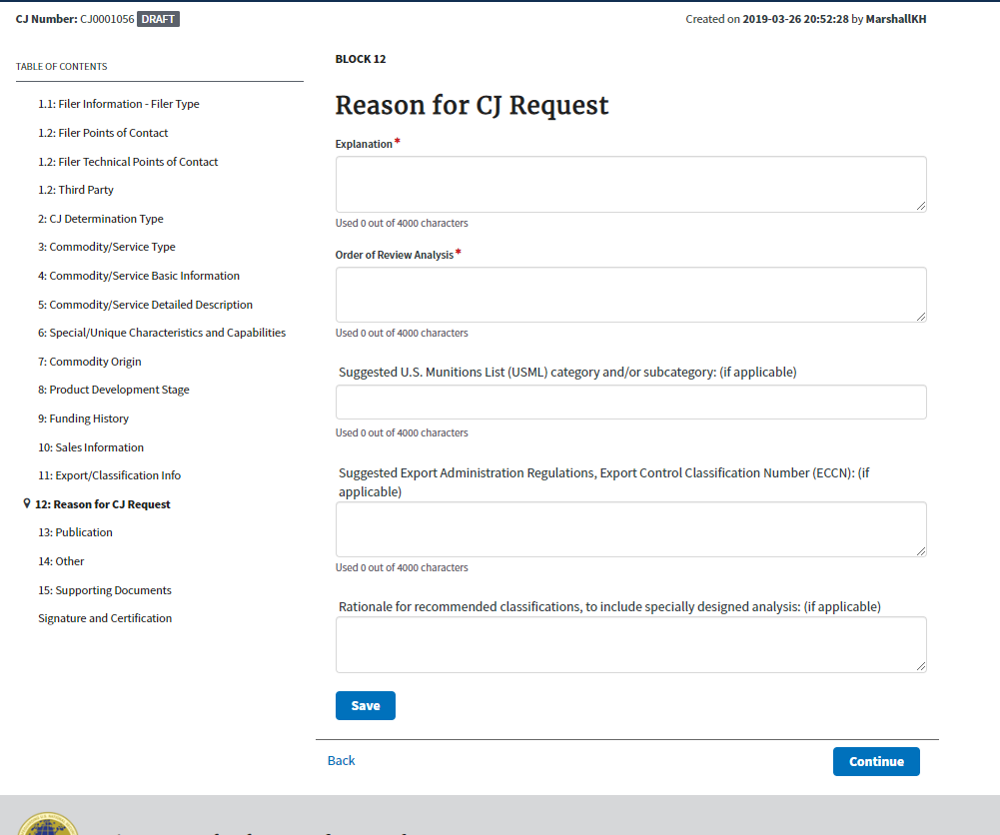 CJ Number: CJ0001056 DRAFT
Created on 2019-03-26 20:52:28 by MarshallKH
TABLE OF CONTENTS
1.1: Filer Information - Filer Type
1.2: Filer Points of Contact
1.2: Filer Technical Points of Contact
1.2: Third Party
2: CJ Determination Type
3: Commodity/Service Type
4: Commodity/Service Basic Information
5: Commodity/Service Detailed Description
6: Special/Unique Characteristics and Capabilities
7: Commodity Origin
8: Product Development Stage
9: Funding History
10: Sales Information
11: Export/Classification Info
12: Reason for CJ Request
13: Publication
14: Other
15: Supporting Documents
Signature and Certification
BLOCK 12
Reason for CJ Request
Explanation *
Used 0 out of 4000 characters
Order of Review Analysis *
Used 0 out of 4000 characters
Suggested U.S. Munitions List (USML) category and/or subcategory: (if applicable)
Used 0 out of 4000 characters
Suggested Export Administration Regulations, Export Control Classification Number (ECCN): (if
applicable)
Used 0 out of 4000 characters
Rationale for recommended classifications, to include specially designed analysis: (if applicable)
Save
Back
Continue